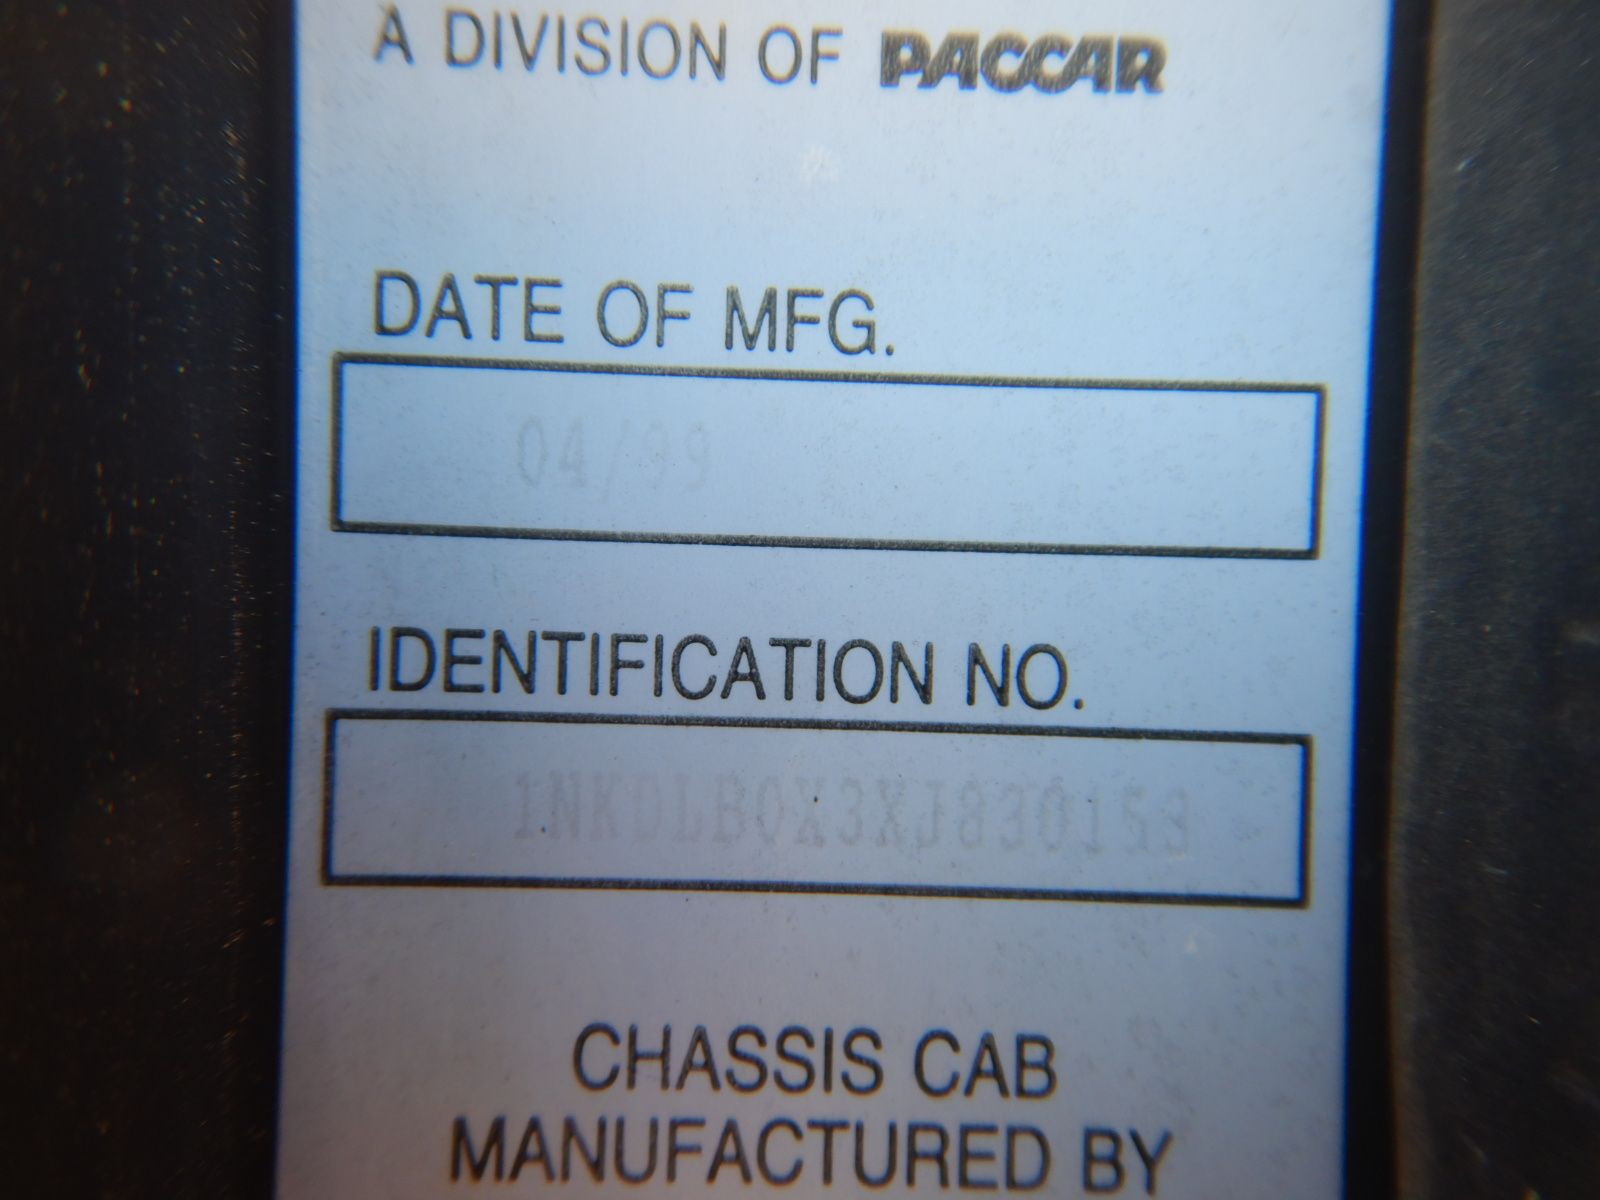 A DIVISION OF PACCAR
DATE OF MFG.
04/99
IDENTIFICATION NO.
1NKDLB0X3XJ830153
CHASSIS CAB
MANUFACTURED BY